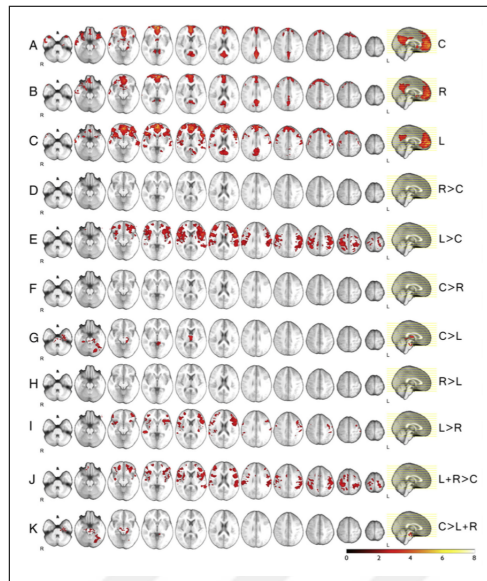 A C
R L
B R
R L
C L
R L
D R>C
R L
E L>C
R L
F C>R
R L
G C>L
R L
H R>L
R L
I L>R
R L
J L+R>C
R L
K C>L+R
R L
0 2 4 6 8